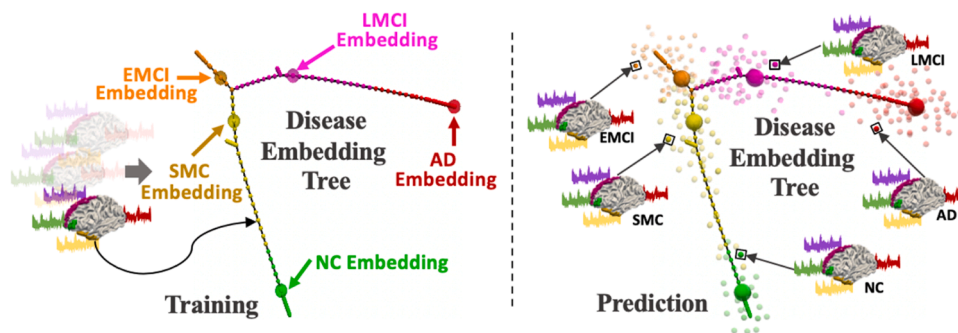 LMCI
Embedding
EMCI
Embedding
Disease
Embedding
Tree
SMC
Embedding
AD
Embedding
NC Embedding
Training
LMCI
EMCI
Disease
Embedding
Tree
SMC
AD
NC
Prediction